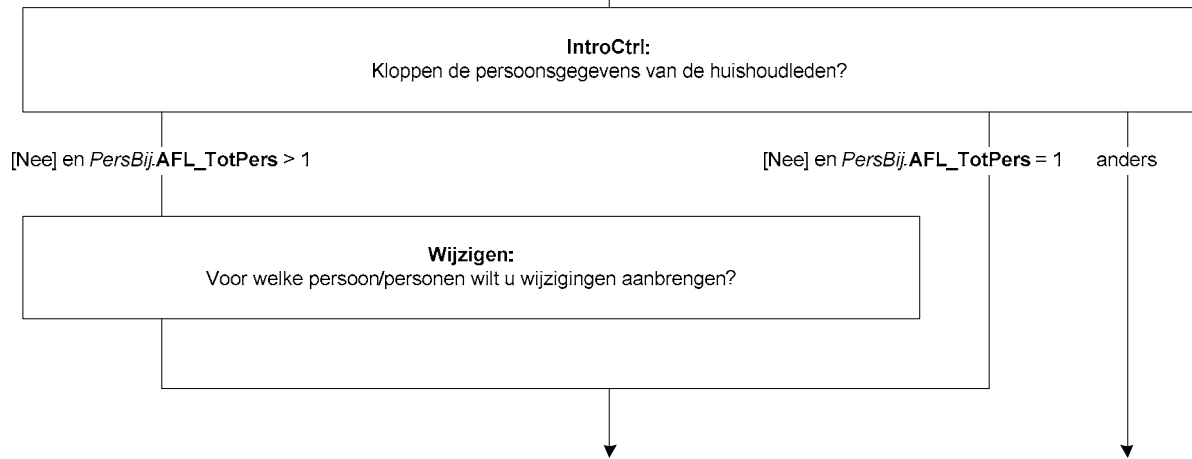 IntroCtrl:
Kloppen de persoonsgegevens van de huishoudleden?
[Nee] en PersBij.AFL_TotPers > 1
[Nee] en PersBij.AFL_TotPers = 1
anders
Wijzigen:
Voor welke persoon/personen wilt u wijzigingen aanbrengen?